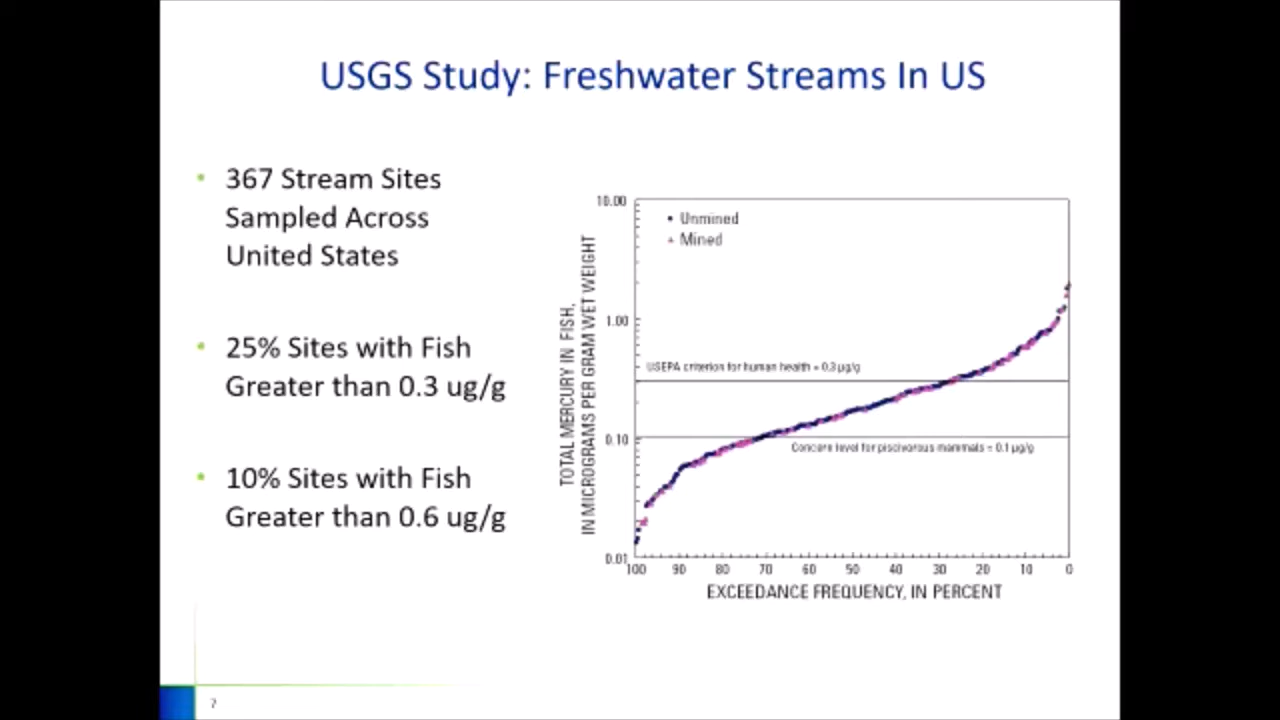 USGS Study: Freshwater Streams In US
• 367 Stream Sites
Sampled Across
United States
• 25% Sites with Fish
Greater than 0.3 ug/g
• 10% Sites with Fish
Greater than 0.6 ug/g
TOTAL MERCURY IN FISH,
IN MICROGRAMS PER GRAM WET WEIGHT
10.00
1.00
0.10
0.01
Unmined
Mined
USEPA criterion for human health = 0.3 µg/g
Concern level for piscivorous mammals = 0.1 µg/g
100 90 80 70 60 50 40 30 20 10 0
EXCEEDANCE FREQUENCY, IN PERCENT
7